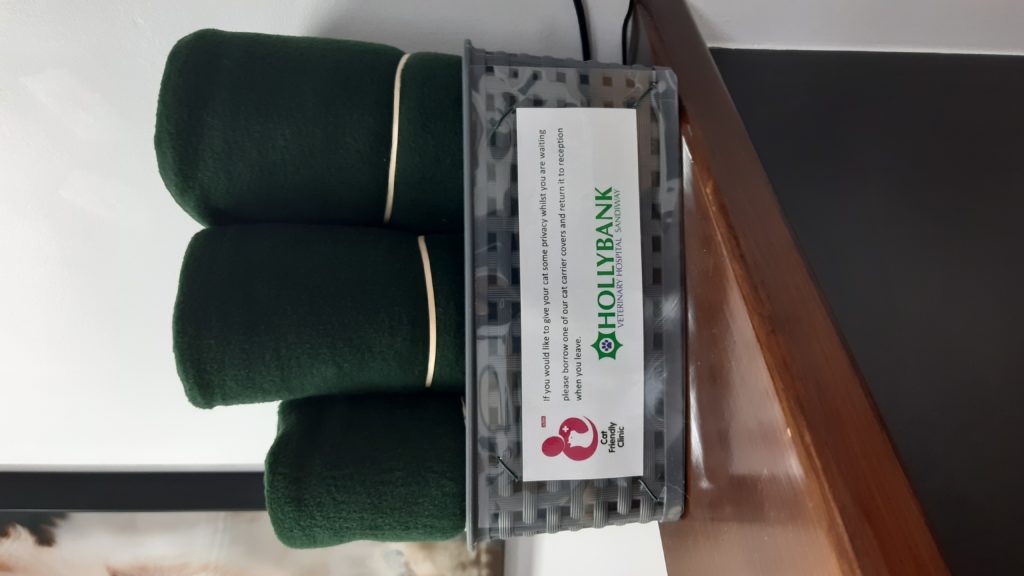 If you would like to give your cat some privacy whilst you are waiting
please borrow one of our cat carrier covers and return it to reception
when you leave.
Cat
Friendly
Clinic
HOLLYBANK
VETERINARY HOSPITAL SANDIWAY